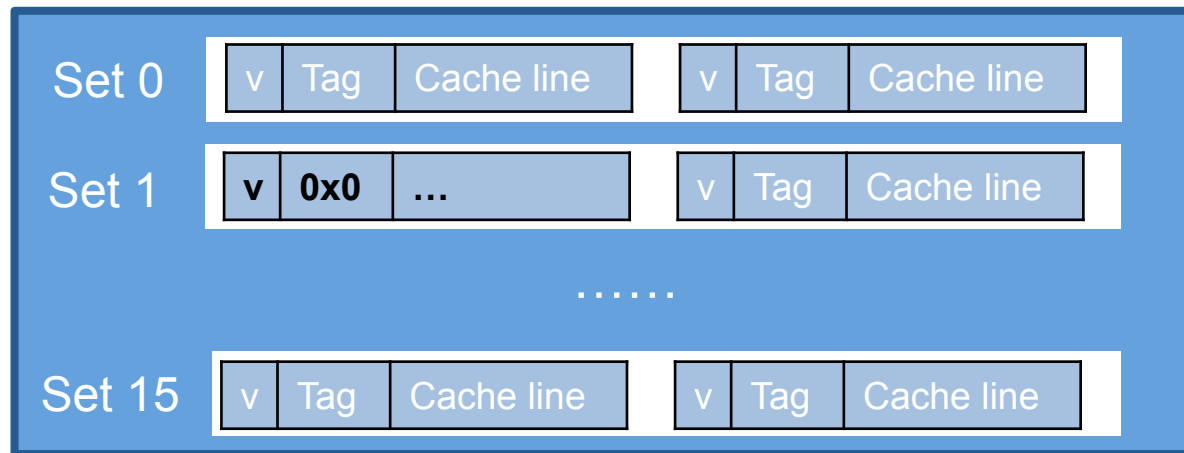 Set 0 v Tag Cache line v Tag Cache line
Set 1 v 0x0 ... v Tag Cache line
......
Set 15 v Tag Cache line v Tag Cache line